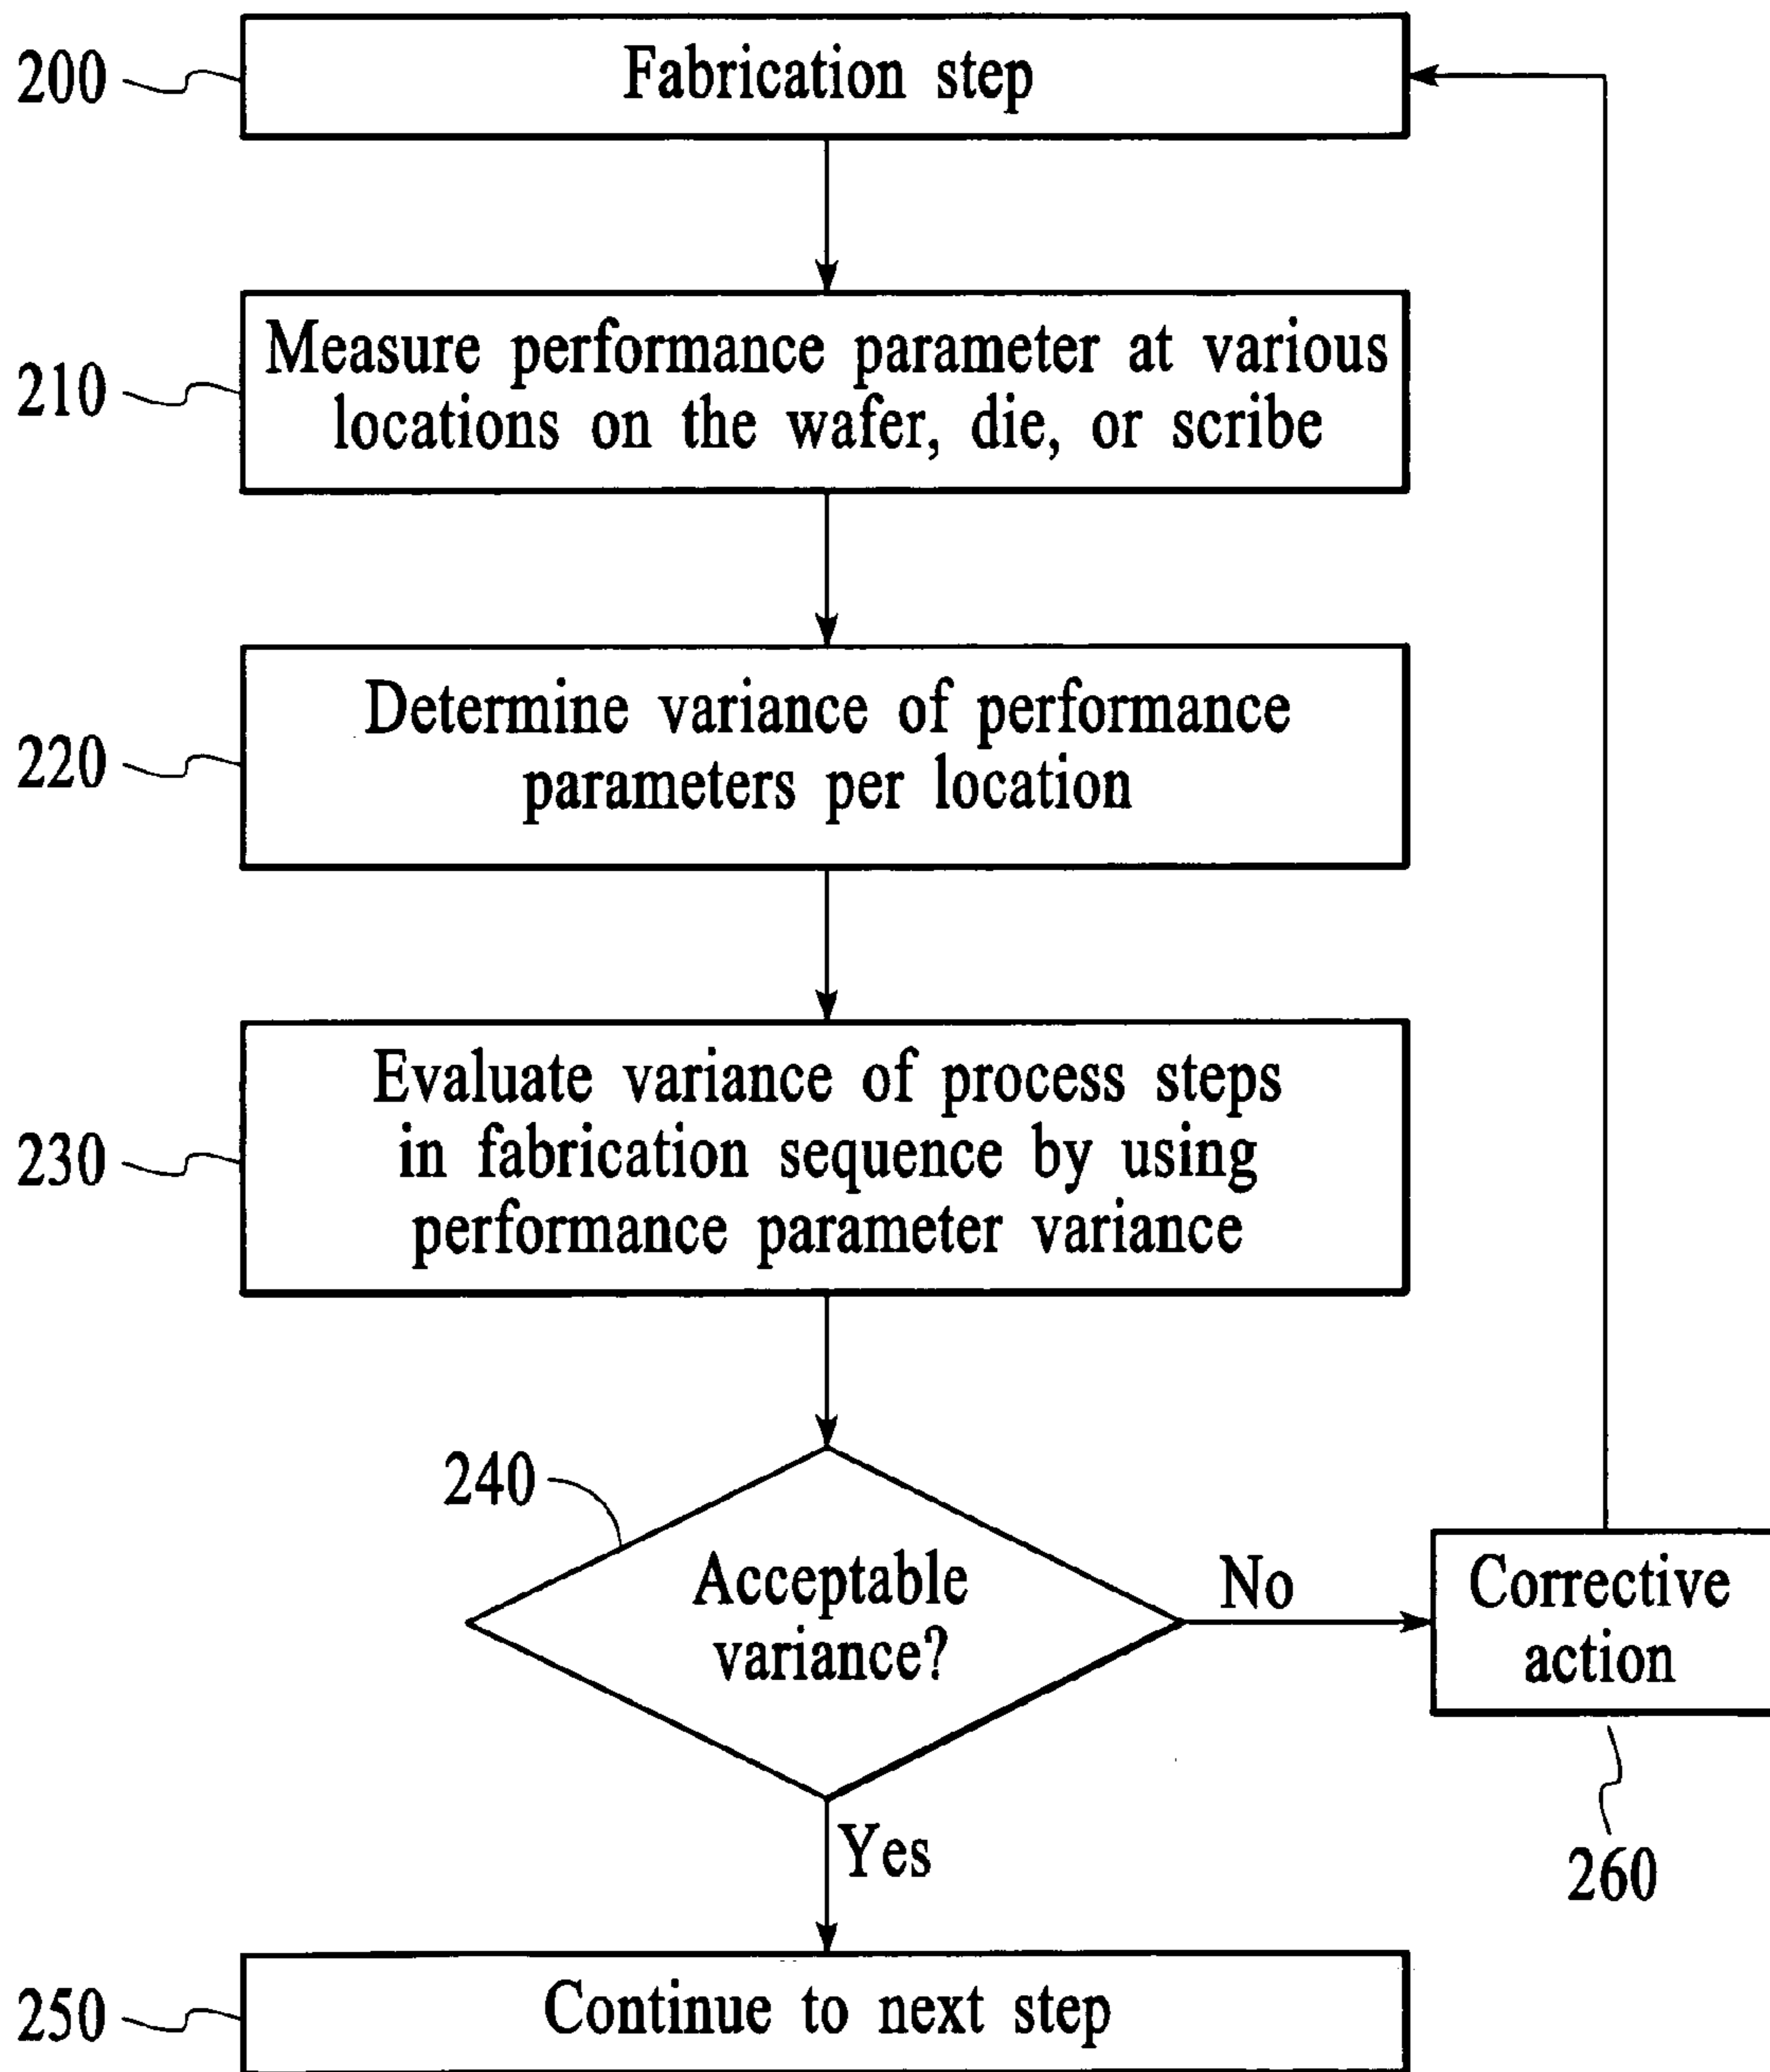 200
Fabrication step
210
Measure performance parameter at various
locations on the wafer, die, or scribe
220
Determine variance of performance
parameters per location
230
Evaluate variance of process steps
in fabrication sequence by using
performance parameter variance
240
Acceptable
variance?
No
Corrective
action
260
Yes
250
Continue to next step